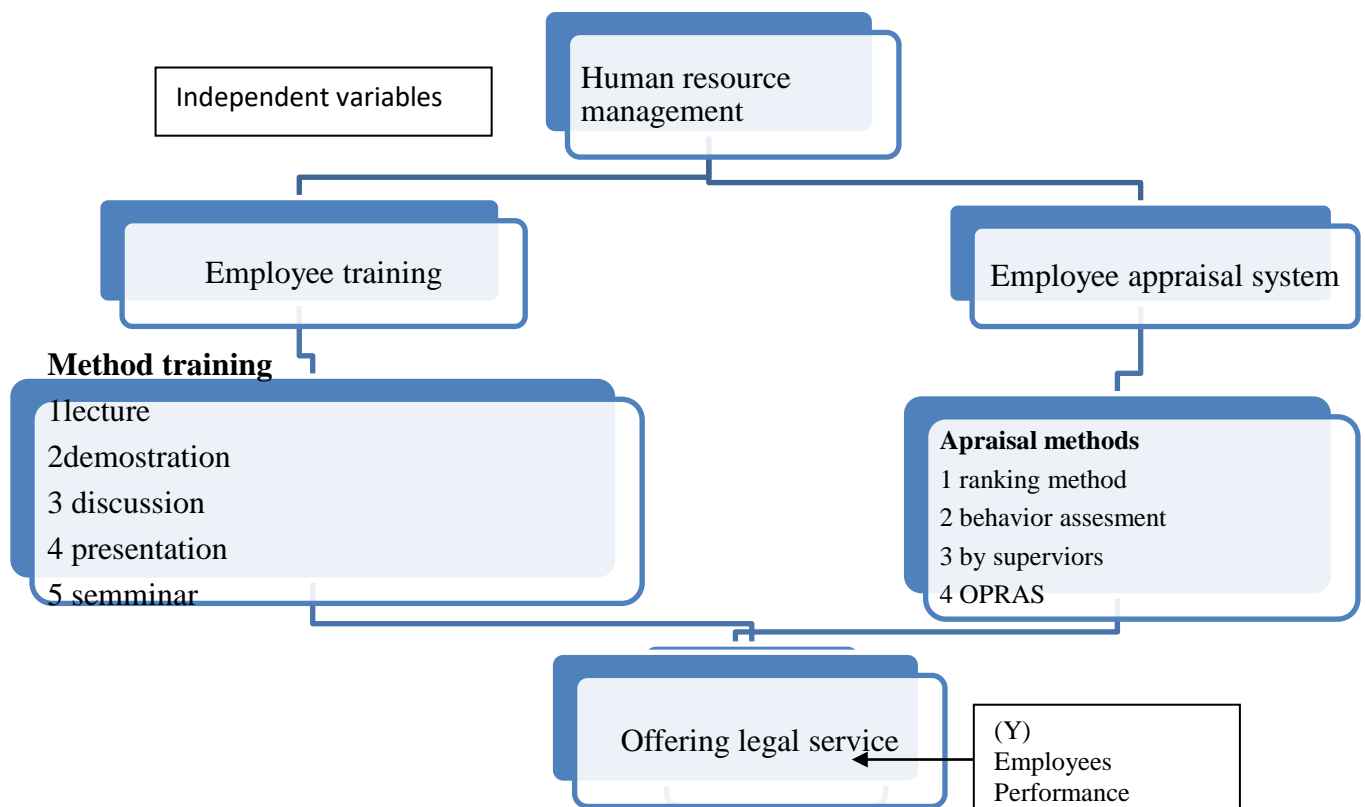 Human resource
management
Independent variables
Employee training
Employee appraisal system
Method training
1lecture
2demostration
3 discussion
4 presentation
5 semminar
Apraisal methods
1 ranking method
2 behavior assesment
3 by superviors
4 OPRAS
Offering legal service
(Y)
Employees
Performance